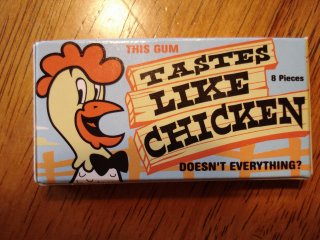 THIS GUM
TASTES
LIKE
CHICKEN
8 Pieces
DOESN'T EVERYTHING?